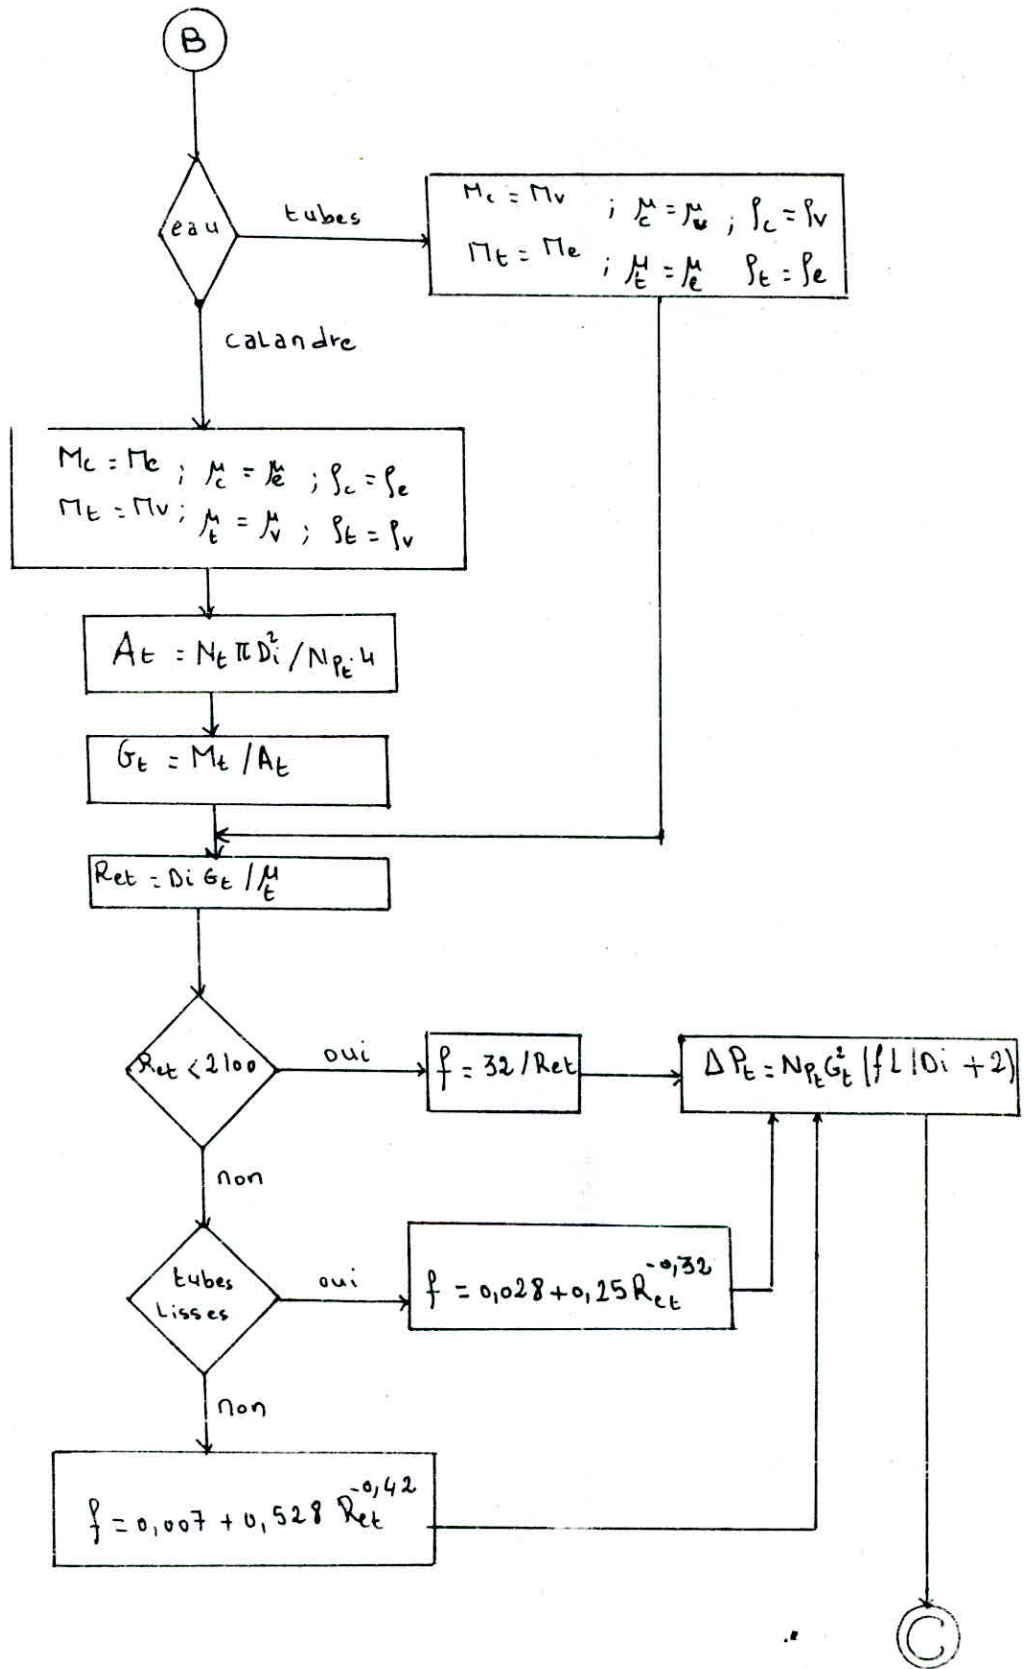 B
eau
tubes
Mc = Mv ; μc = μv ; ρc = ρv
Mt = Me ; μt = μe ρt = ρe
calandre
Mc = Me ; μc = μe ; ρc = ρe
Mt = Mv ; μt = μv ; ρt = ρv
At = Nt π Di² / NPt · 4
Gt = Mt / At
Ret = Di Gt / μt
Ret < 2100
oui
f = 32 / Ret
ΔPt = NPt Gt² (f L / Di + 2)
non
tubes
Lisses
oui
f = 0,028 + 0,25 Ret^-0,32
non
f = 0,007 + 0,528 Ret^-0,42
C